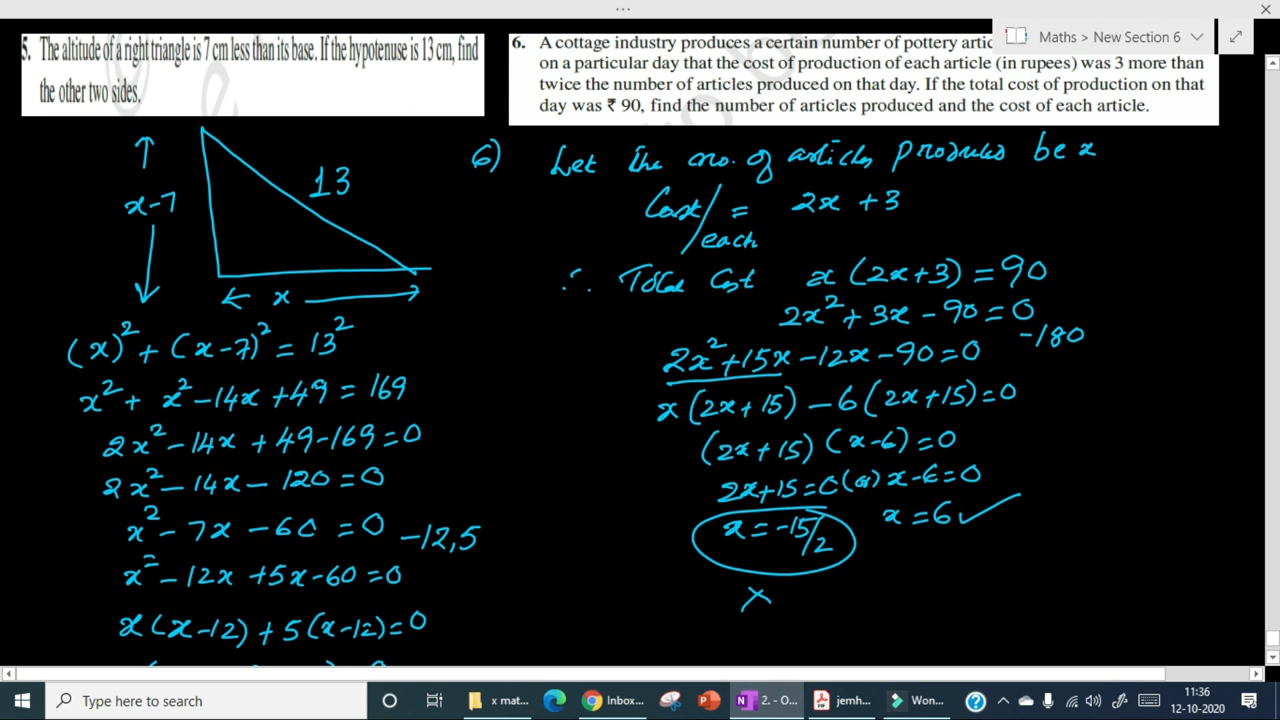 Maths > New Section 6
5. The altitude of a right triangle is 7 cm less than its base. If the hypotenuse is 13 cm, find
the other two sides.
6. A cottage industry produces a certain number of pottery artic
on a particular day that the cost of production of each article (in rupees) was 3 more than
twice the number of articles produced on that day. If the total cost of production on that
day was ₹ 90, find the number of articles produced and the cost of each article.
x-7
13
x
(x)² + (x-7)² = 13²
x² + x² - 14x + 49 = 169
2x² - 14x + 49 - 169 = 0
2x² - 14x - 120 = 0
x² - 7x - 60 = 0
-12,5
x² - 12x + 5x - 60 = 0
x(x-12) + 5(x-12) = 0
6) Let the no. of articles produced be x
Cost/each = 2x + 3
∴ Total Cost x(2x+3) = 90
2x² + 3x - 90 = 0
-180
2x² + 15x - 12x - 90 = 0
x(2x+15) - 6(2x+15) = 0
(2x+15) (x-6) = 0
2x+15=0 (or) x-6=0
x = -15/2 x = 6 ✓
×
Type here to search
x mat...
Inbox...
2. - O...
jemh...
Won...
11:36
12-10-2020